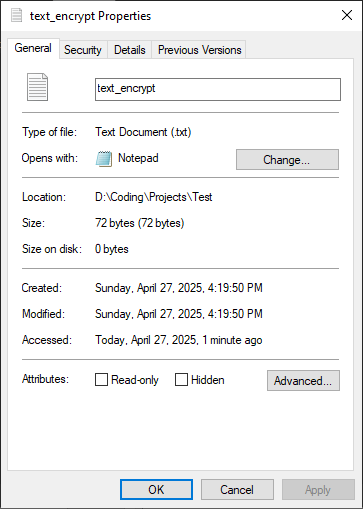 text_encrypt Properties
General Security Details Previous Versions
text_encrypt
Type of file: Text Document (.txt)
Opens with: Notepad Change...
Location: D:\Coding\Projects\Test
Size: 72 bytes (72 bytes)
Size on disk: 0 bytes
Created: Sunday, April 27, 2025, 4:19:50 PM
Modified: Sunday, April 27, 2025, 4:19:50 PM
Accessed: Today, April 27, 2025, 1 minute ago
Attributes: Read-only Hidden Advanced...
OK Cancel Apply